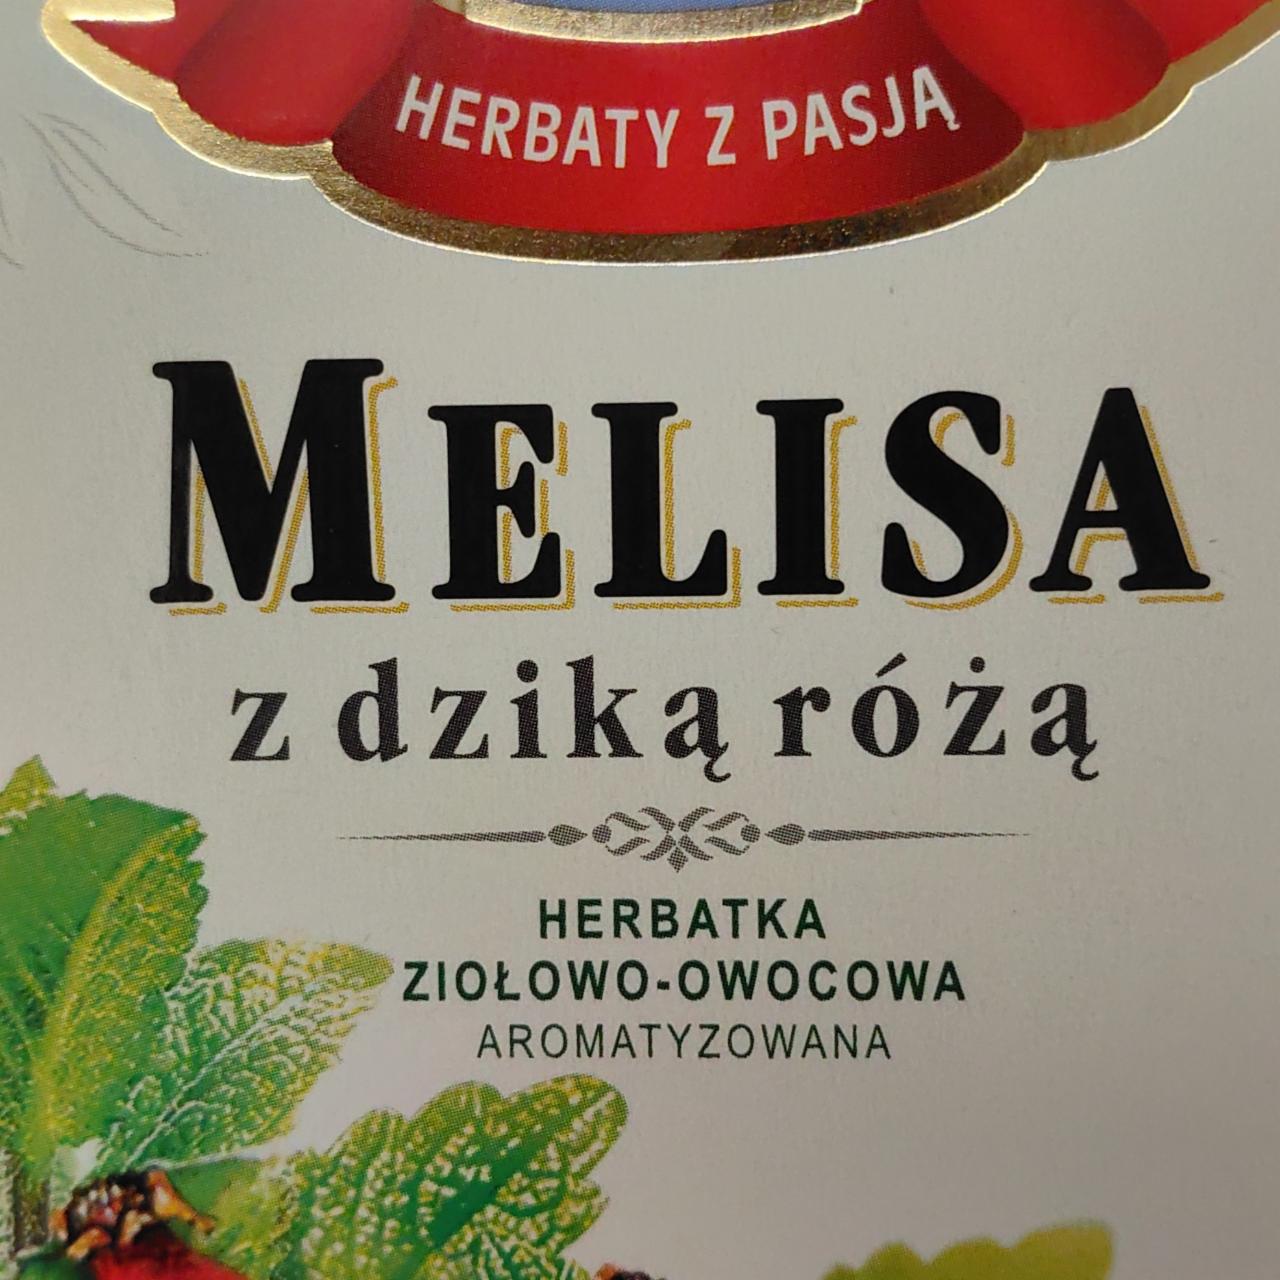 HERBATY Z PASJĄ
MELISA
z dziką różą
HERBATKA
ZIOŁOWO-OWOCOWA
AROMATYZOWANA